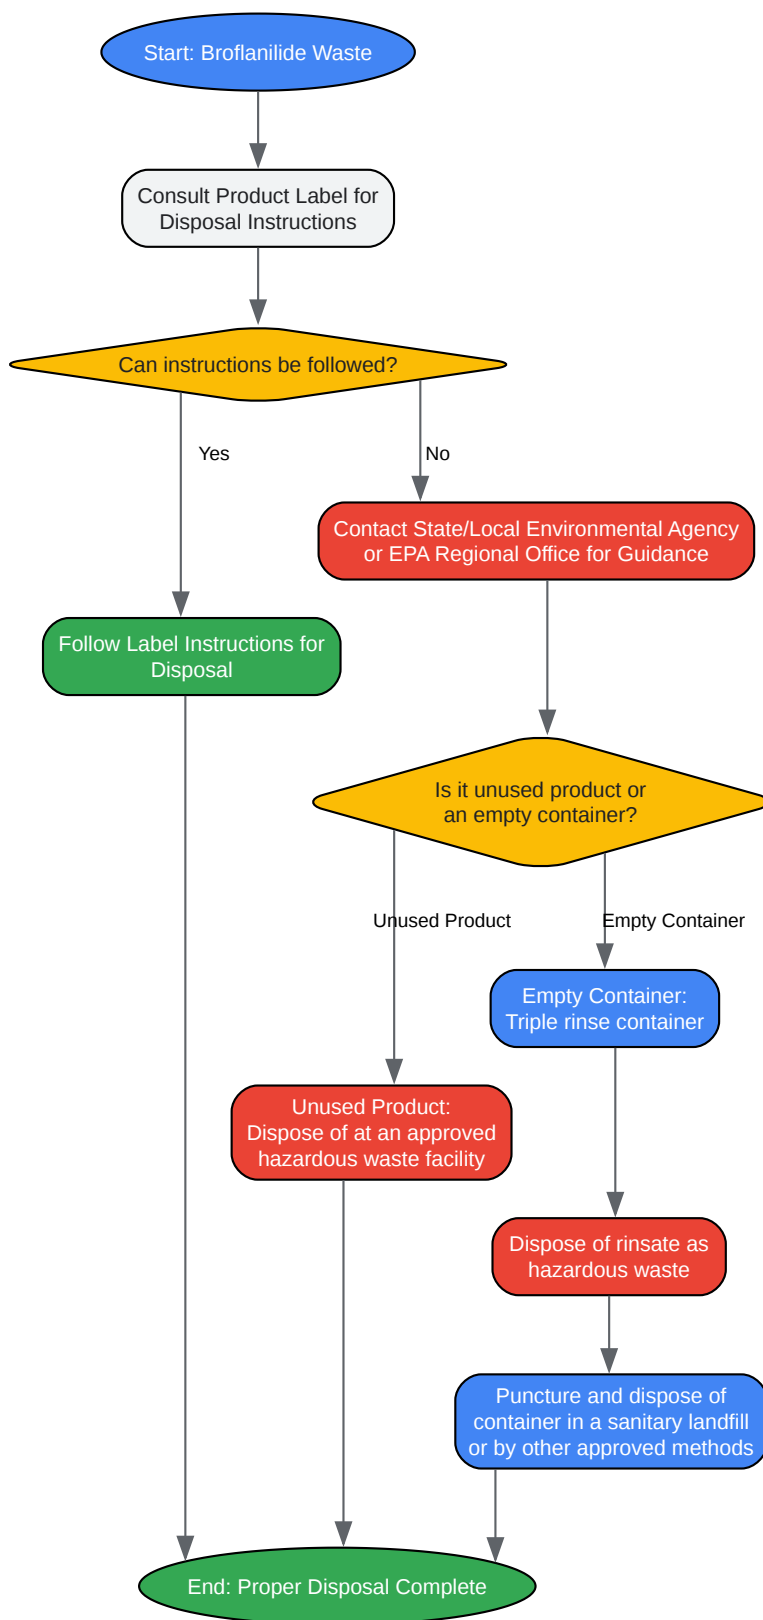 Start: Broflanilide Waste
Consult Product Label for
Disposal Instructions
Can instructions be followed?
Yes
No
Contact State/Local Environmental Agency
or EPA Regional Office for Guidance
Follow Label Instructions for
Disposal
Is it unused product or
an empty container?
Unused Product
Empty Container
Empty Container:
Triple rinse container
Unused Product:
Dispose of at an approved
hazardous waste facility
Dispose of rinsate as
hazardous waste
Puncture and dispose of
container in a sanitary landfill
or by other approved methods
End: Proper Disposal Complete